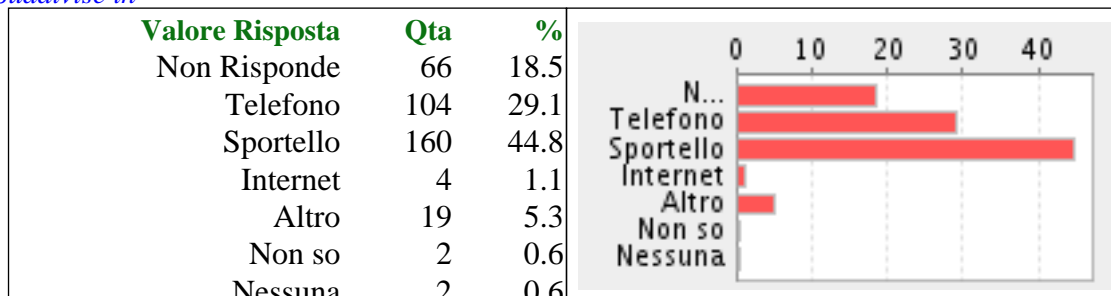 Valore Risposta Qta %
Non Risponde 66 18.5
Telefono 104 29.1
Sportello 160 44.8
Internet 4 1.1
Altro 19 5.3
Non so 2 0.6
Nessuna 2 0.6
0 10 20 30 40
N...
Telefono
Sportello
Internet
Altro
Non so
Nessuna